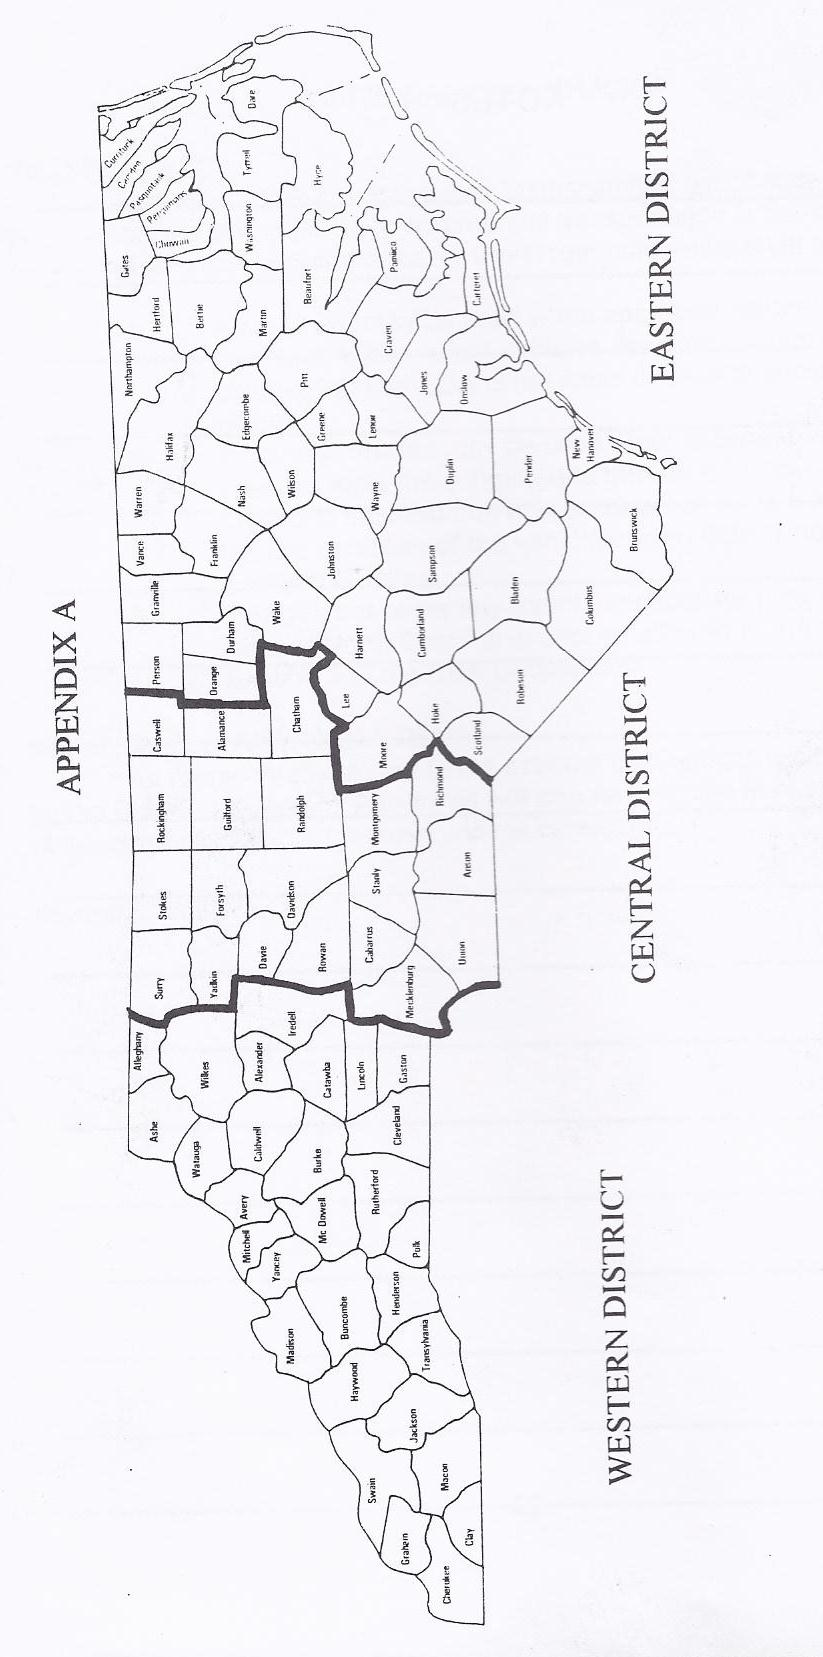 APPENDIX A
Cherokee
Graham
Clay
Swain
Macon
Jackson
Haywood
Transylvania
Madison
Buncombe
Henderson
Yancey
Mitchell
Avery
Mc Dowell
Polk
Rutherford
Watauga
Caldwell
Burke
Cleveland
Ashe
Alleghany
Wilkes
Alexander
Catawba
Lincoln
Gaston
Iredell
Surry
Yadkin
Davie
Rowan
Cabarrus
Mecklenburg
Union
Stokes
Forsyth
Davidson
Stanly
Anson
Rockingham
Guilford
Randolph
Montgomery
Richmond
Caswell
Alamance
Chatham
Moore
Lee
Hoke
Scotland
Person
Orange
Durham
Granville
Wake
Harnett
Cumberland
Robeson
Vance
Franklin
Johnston
Sampson
Bladen
Columbus
Brunswick
Warren
Nash
Wilson
Wayne
Duplin
Pender
New
Hanover
Halifax
Northampton
Edgecombe
Pitt
Greene
Lenoir
Jones
Onslow
Craven
Carteret
Pamlico
Hertford
Bertie
Martin
Beaufort
Gates
Chowan
Perquimans
Pasquotank
Camden
Currituck
Washington
Tyrrell
Hyde
Dare
WESTERN DISTRICT
CENTRAL DISTRICT
EASTERN DISTRICT